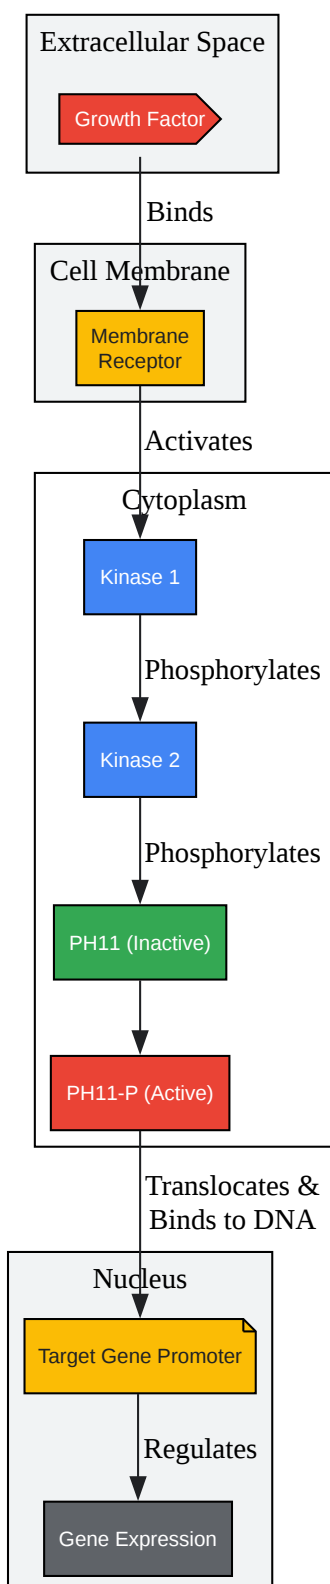 Extracellular Space
Growth Factor
Binds
Cell Membrane
Membrane
Receptor
Activates
Cytoplasm
Kinase 1
Phosphorylates
Kinase 2
Phosphorylates
PH11 (Inactive)
PH11-P (Active)
Translocates &
Binds to DNA
Nucleus
Target Gene Promoter
Regulates
Gene Expression